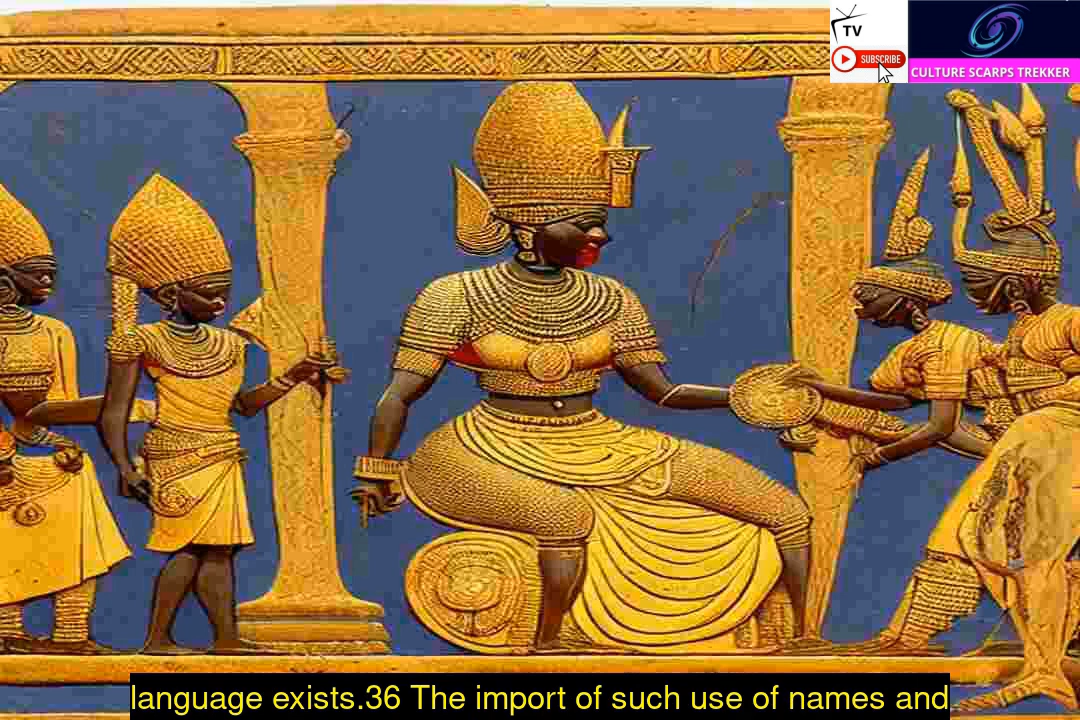 TV
SUBSCRIBE
CULTURE SCARPS TREKKER
language exists.36 The import of such use of names and